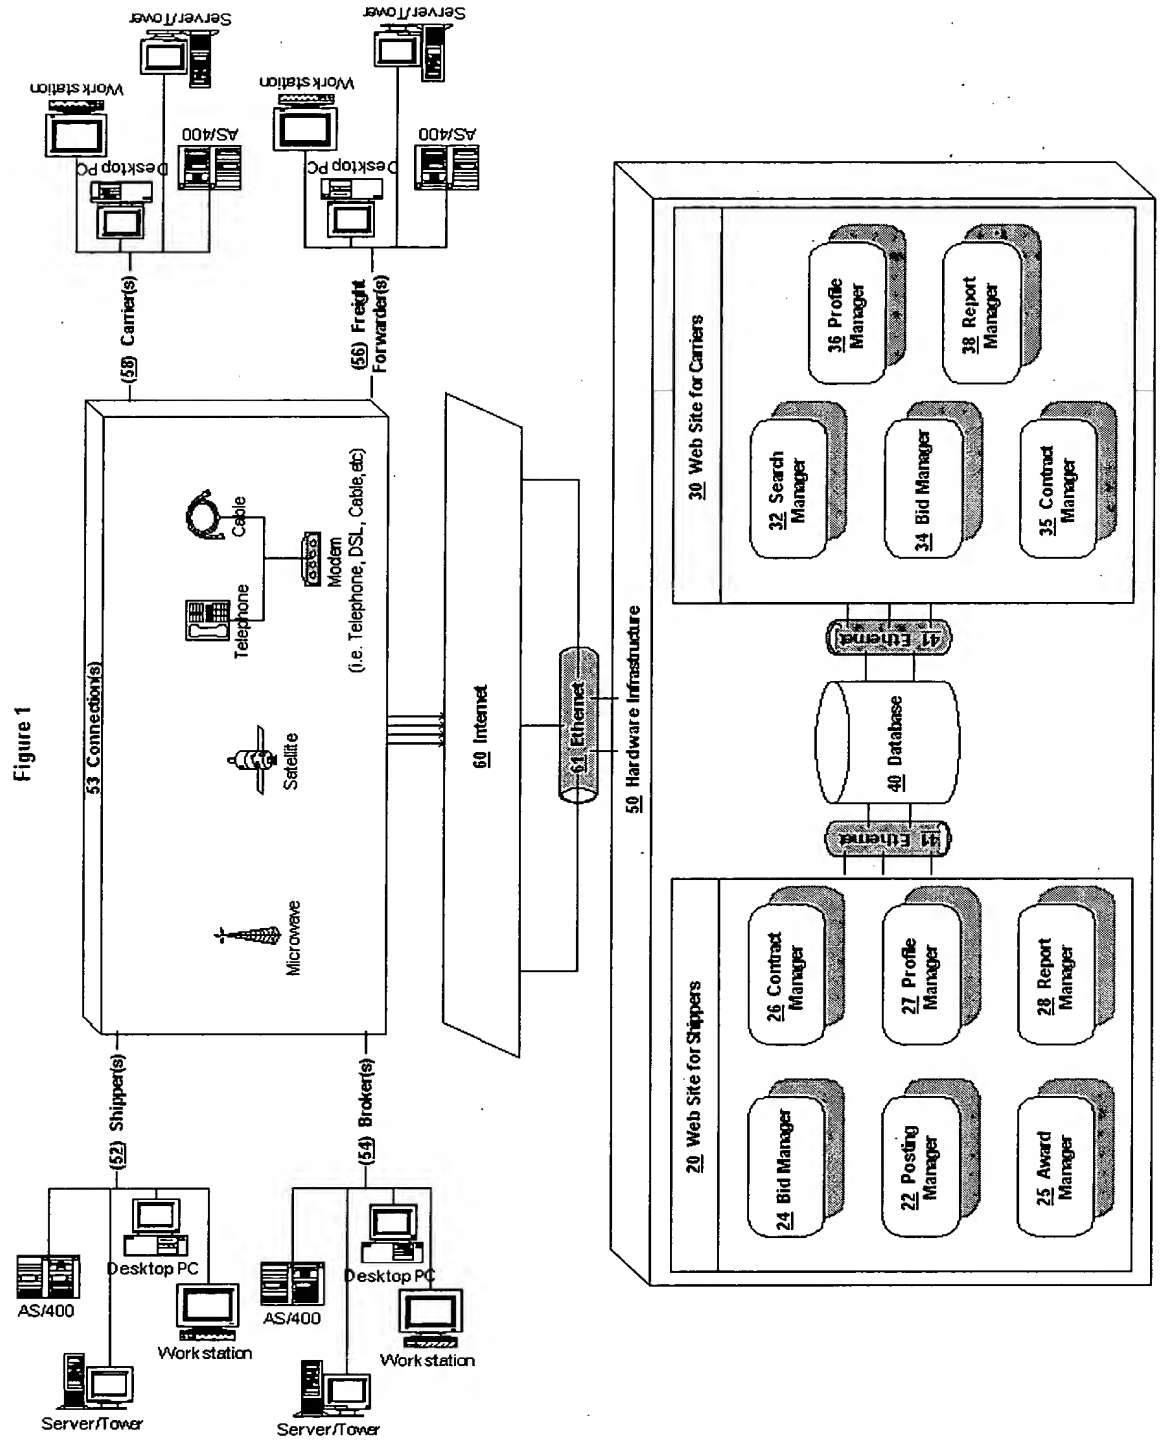 Figure 1
Server/Tower
Workstation
Desktop PC
AS/400
(58) Carrier(s)
Server/Tower
Workstation
Desktop PC
AS/400
(56) Freight
Forwarder(s)
53 Connection(s)
Cable
Telephone
Modem
(i.e. Telephone, DSL, Cable,etc)
Satellite
Microwave
(52) Shipper(s)
AS/400
Desktop PC
Workstation
Server/Tower
(54) Broker(s)
AS/400
Desktop PC
Workstation
Server/Tower
60 Internet
61 Ethernet
50 Hardware Infrastructure
20 Web Site for Shippers
24 Bid Manager
26 Contract
Manager
22 Posting
Manager
27 Profile
Manager
25 Award
Manager
28 Report
Manager
41 Ethernet
40 Database
41 Ethernet
30 Web Site for Carriers
32 Search
Manager
36 Profile
Manager
34 Bid Manager
38 Report
Manager
35 Contract
Manager